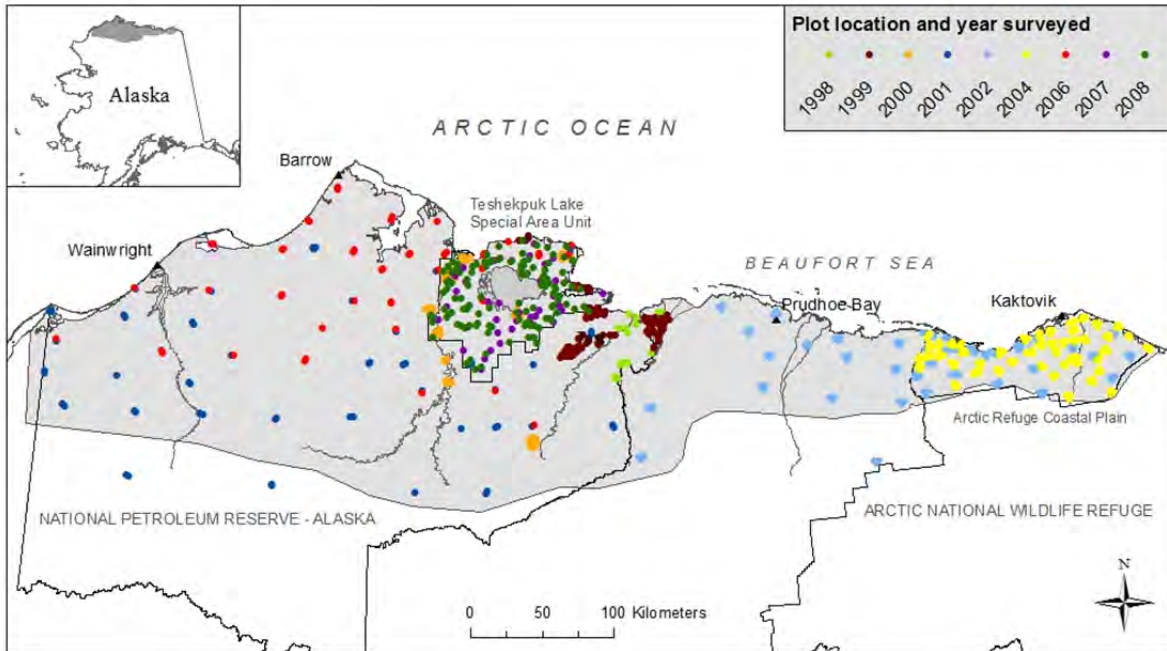 Alaska
Plot location and year surveyed
1998 1999 2000 2001 2002 2004 2006 2007 2008
ARCTIC OCEAN
Barrow
Teshekpuk Lake
Special Area Unit
Wainwright
BEAUFORT SEA
Prudhoe Bay
Kaktovik
Arctic Refuge Coastal Plain
NATIONAL PETROLEUM RESERVE - ALASKA
ARCTIC NATIONAL WILDLIFE REFUGE
N
0 50 100 Kilometers